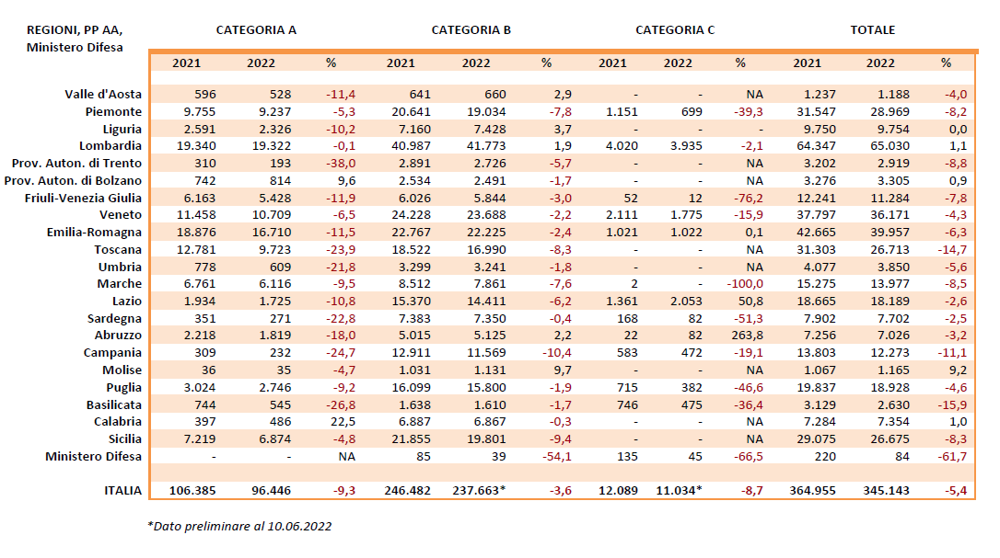 REGIONI, PP AA, CATEGORIA A CATEGORIA B CATEGORIA C TOTALE
Ministero Difesa
2021 2022 % 2021 2022 % 2021 2022 % 2021 2022 %
Valle d'Aosta 596 528 -11,4 641 660 2,9 - - NA 1.237 1.188 -4,0
Piemonte 9.755 9.237 -5,3 20.641 19.034 -7,8 1.151 699 -39,3 31.547 28.969 -8,2
Liguria 2.591 2.326 -10,2 7.160 7.428 3,7 - - - 9.750 9.754 0,0
Lombardia 19.340 19.322 -0,1 40.987 41.773 1,9 4.020 3.935 -2,1 64.347 65.030 1,1
Prov. Auton. di Trento 310 193 -38,0 2.891 2.726 -5,7 - - NA 3.202 2.919 -8,8
Prov. Auton. di Bolzano 742 814 9,6 2.534 2.491 -1,7 - - NA 3.276 3.305 0,9
Friuli-Venezia Giulia 6.163 5.428 -11,9 6.026 5.844 -3,0 52 12 -76,2 12.241 11.284 -7,8
Veneto 11.458 10.709 -6,5 24.228 23.688 -2,2 2.111 1.775 -15,9 37.797 36.171 -4,3
Emilia-Romagna 18.876 16.710 -11,5 22.767 22.225 -2,4 1.021 1.022 0,1 42.665 39.957 -6,3
Toscana 12.781 9.723 -23,9 18.522 16.990 -8,3 - - NA 31.303 26.713 -14,7
Umbria 778 609 -21,8 3.299 3.241 -1,8 - - NA 4.077 3.850 -5,6
Marche 6.761 6.116 -9,5 8.512 7.861 -7,6 2 - -100,0 15.275 13.977 -8,5
Lazio 1.934 1.725 -10,8 15.370 14.411 -6,2 1.361 2.053 50,8 18.665 18.189 -2,6
Sardegna 351 271 -22,8 7.383 7.350 -0,4 168 82 -51,3 7.902 7.702 -2,5
Abruzzo 2.218 1.819 -18,0 5.015 5.125 2,2 22 82 263,8 7.256 7.026 -3,2
Campania 309 232 -24,7 12.911 11.569 -10,4 583 472 -19,1 13.803 12.273 -11,1
Molise 36 35 -4,7 1.031 1.131 9,7 - - NA 1.067 1.165 9,2
Puglia 3.024 2.746 -9,2 16.099 15.800 -1,9 715 382 -46,6 19.837 18.928 -4,6
Basilicata 744 545 -26,8 1.638 1.610 -1,7 746 475 -36,4 3.129 2.630 -15,9
Calabria 397 486 22,5 6.887 6.867 -0,3 - - NA 7.284 7.354 1,0
Sicilia 7.219 6.874 -4,8 21.855 19.801 -9,4 - - NA 29.075 26.675 -8,3
Ministero Difesa - - NA 85 39 -54,1 135 45 -66,5 220 84 -61,7
ITALIA 106.385 96.446 -9,3 246.482 237.663* -3,6 12.089 11.034* -8,7 364.955 345.143 -5,4
*Dato preliminare al 10.06.2022